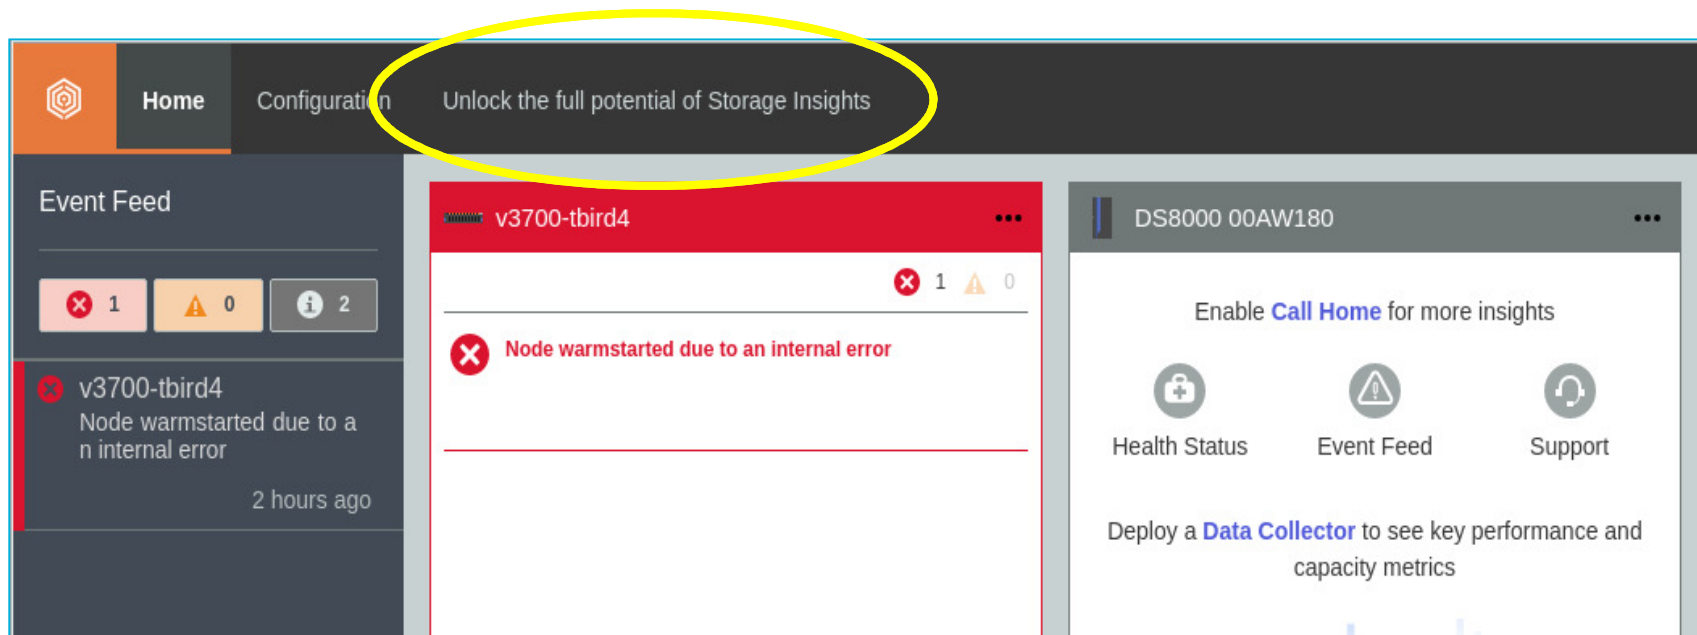 Home
Configuration
Unlock the full potential of Storage Insights
Event Feed
1
0
2
v3700-tbird4
Node warmstarted due to a
n internal error
2 hours ago
v3700-tbird4
1
0
Node warmstarted due to an internal error
DS8000 00AW180
Enable Call Home for more insights
Health Status
Event Feed
Support
Deploy a Data Collector to see key performance and
capacity metrics